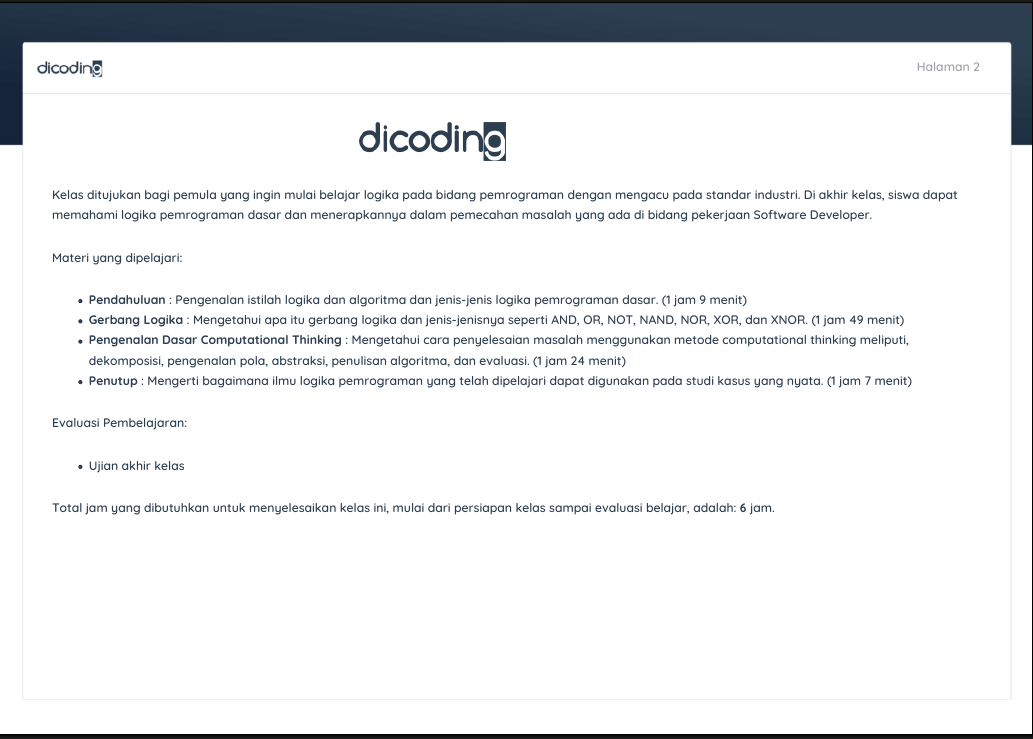 dicoding
Halaman 2
dicoding
Kelas ditujukan bagi pemula yang ingin mulai belajar logika pada bidang pemrograman dengan mengacu pada standar industri. Di akhir kelas, siswa dapat
memahami logika pemrograman dasar dan menerapkannya dalam pemecahan masalah yang ada di bidang pekerjaan Software Developer.
Materi yang dipelajari:
• Pendahuluan : Pengenalan istilah logika dan algoritma dan jenis-jenis logika pemrograman dasar. (1 jam 9 menit)
• Gerbang Logika : Mengetahui apa itu gerbang logika dan jenis-jenisnya seperti AND, OR, NOT, NAND, NOR, XOR, dan XNOR. (1 jam 49 menit)
• Pengenalan Dasar Computational Thinking : Mengetahui cara penyelesaian masalah menggunakan metode computational thinking meliputi,
dekomposisi, pengenalan pola, abstraksi, penulisan algoritma, dan evaluasi. (1 jam 24 menit)
• Penutup : Mengerti bagaimana ilmu logika pemrograman yang telah dipelajari dapat digunakan pada studi kasus yang nyata. (1 jam 7 menit)
Evaluasi Pembelajaran:
• Ujian akhir kelas
Total jam yang dibutuhkan untuk menyelesaikan kelas ini, mulai dari persiapan kelas sampai evaluasi belajar, adalah: 6 jam.